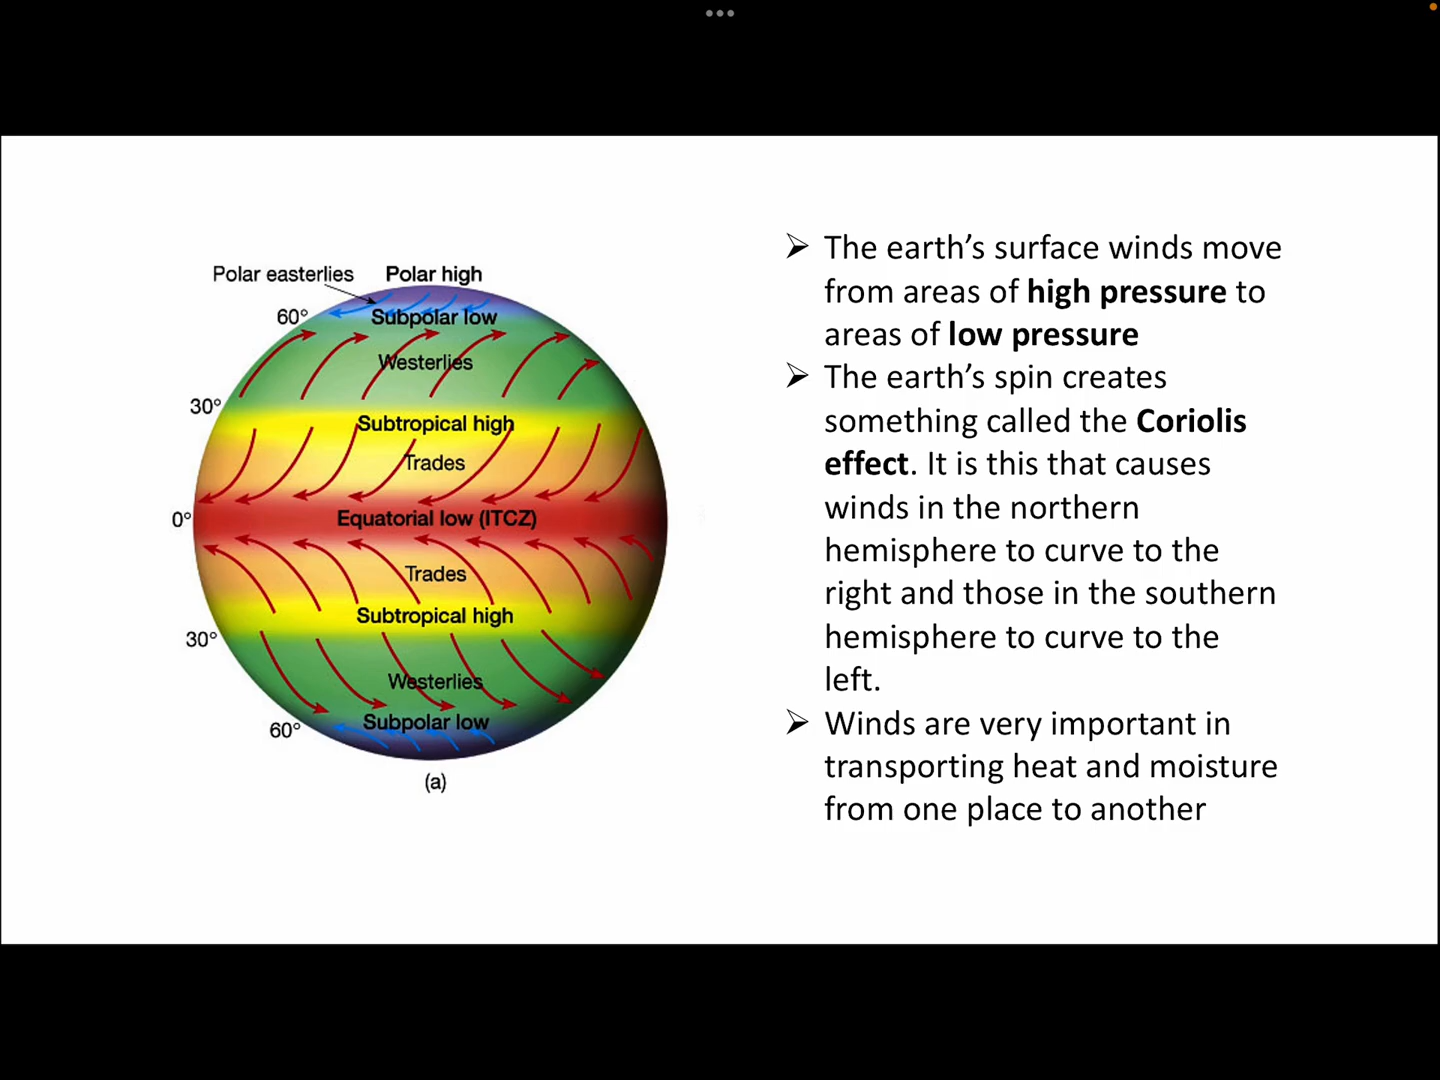 Polar easterlies
Polar high
60°
Subpolar low
Westerlies
30°
Subtropical high
Trades
0°
Equatorial low (ITCZ)
Trades
Subtropical high
30°
Westerlies
60°
Subpolar low
(a)
➢ The earth’s surface winds move
from areas of high pressure to
areas of low pressure
➢ The earth’s spin creates
something called the Coriolis
effect. It is this that causes
winds in the northern
hemisphere to curve to the
right and those in the southern
hemisphere to curve to the
left.
➢ Winds are very important in
transporting heat and moisture
from one place to another